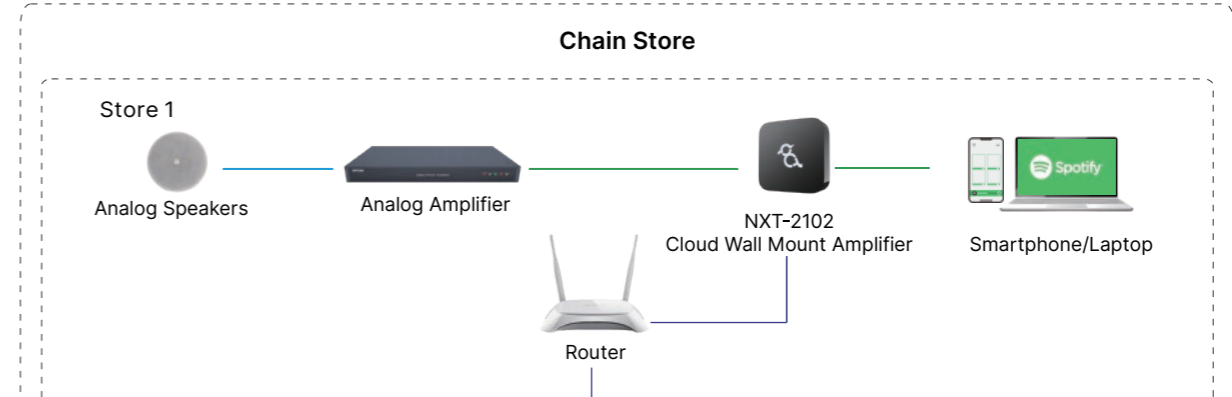 Chain Store
Store 1
Spotify
Analog Speakers
Analog Amplifier
NXT-2102
Cloud Wall Mount Amplifier
Smartphone/Laptop
Router